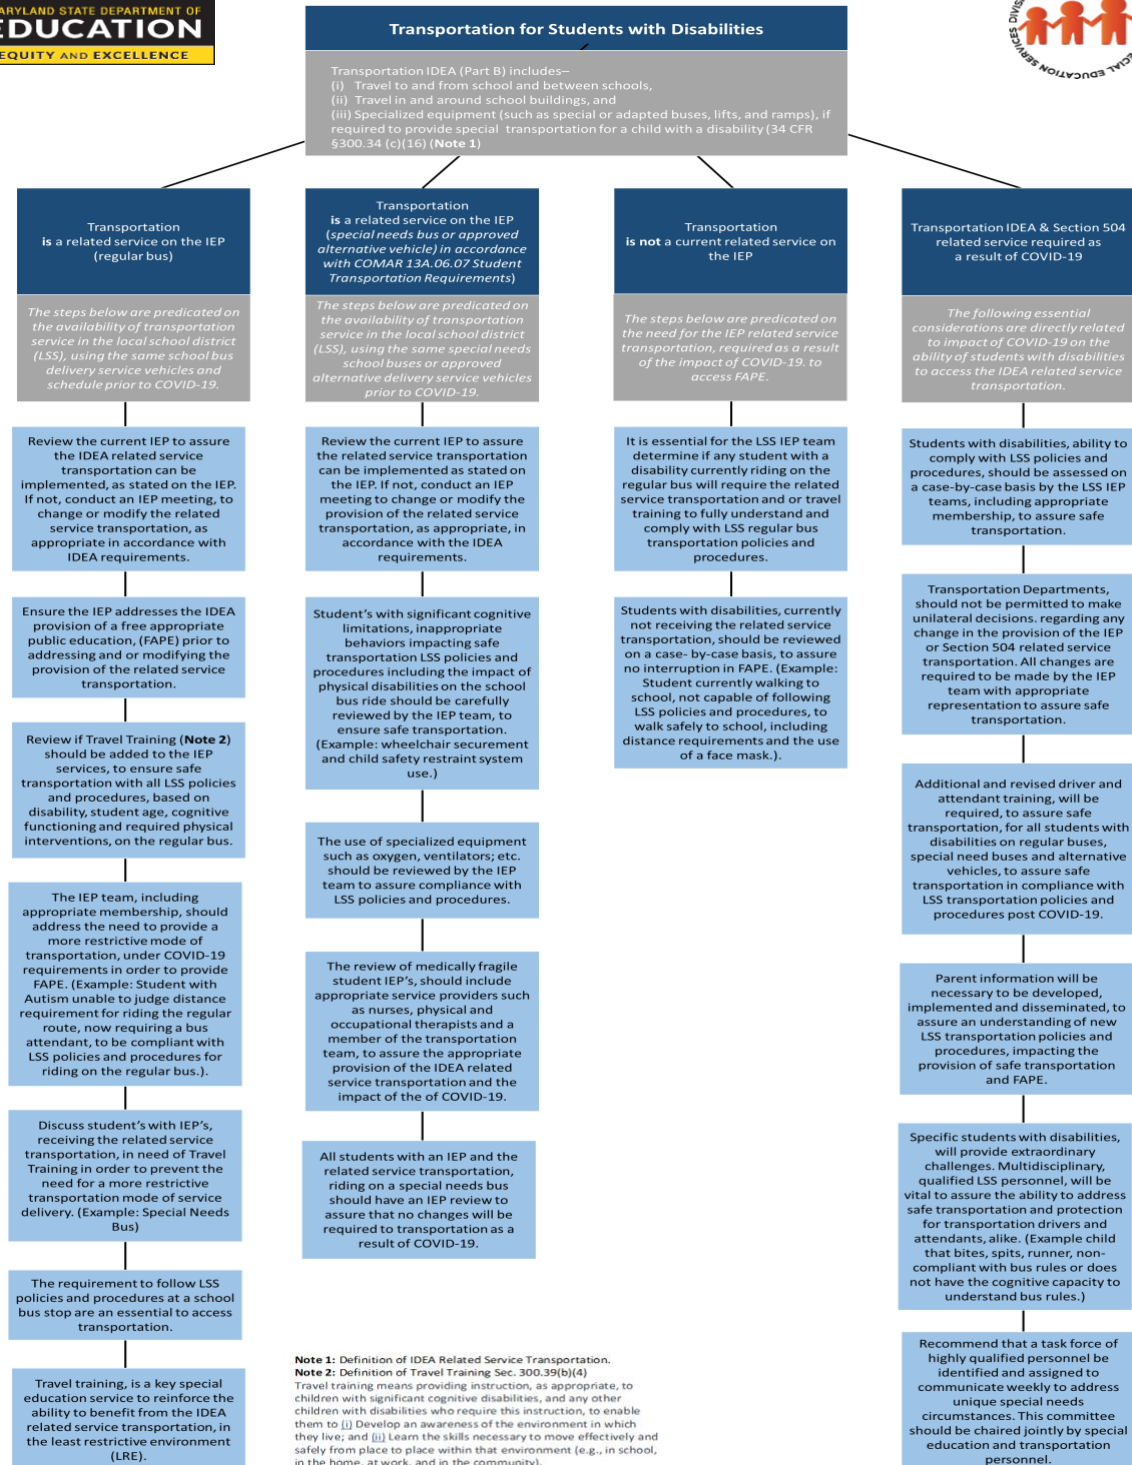 ARYLAND STATE DEPARTMENT OF
EDUCATION
EQUITY AND EXCELLENCE
Transportation for Students with Disabilities
SPECIAL EDUCATION SERVICES DIVIS
Transportation IDEA (Part B) includes–
(i) Travel to and from school and between schools,
(ii) Travel in and around school buildings, and
(iii) Specialized equipment (such as special or adapted buses, lifts, and ramps), if
required to provide special transportation for a child with a disability (34 CFR
§300.34 (c)(16) (Note 1)
Transportation
is a related service on the IEP
(regular bus)
The steps below are predicated on
the availability of transportation
service in the local school district
(LSS), using the same school bus
delivery service vehicles and
schedule prior to COVID-19.
Review the current IEP to assure
the IDEA related service
transportation can be
implemented, as stated on the IEP.
If not, conduct an IEP meeting, to
change or modify the related
service transportation, as
appropriate in accordance with
IDEA requirements.
Ensure the IEP addresses the IDEA
provision of a free appropriate
public education, (FAPE) prior to
addressing and or modifying the
provision of the related service
transportation.
Review if Travel Training (Note 2)
should be added to the IEP
services, to ensure safe
transportation with all LSS policies
and procedures, based on
disability, student age, cognitive
functioning and required physical
interventions, on the regular bus.
The IEP team, including
appropriate membership, should
address the need to provide a
more restrictive mode of
transportation, under COVID-19
requirements in order to provide
FAPE. (Example: Student with
Autism unable to judge distance
requirement for riding the regular
route, now requiring a bus
attendant, to be compliant with
LSS policies and procedures for
riding on the regular bus.).
Discuss student's with IEP's,
receiving the related service
transportation, in need of Travel
Training in order to prevent the
need for a more restrictive
transportation mode of service
delivery. (Example: Special Needs
Bus)
The requirement to follow LSS
policies and procedures at a school
bus stop are an essential to access
transportation.
Travel training, is a key special
education service to reinforce the
ability to benefit from the IDEA
related service transportation, in
the least restrictive environment
(LRE).
Transportation
is a related service on the IEP
(special needs bus or approved
alternative vehicle) in accordance
with COMAR 13A.06.07 Student
Transportation Requirements)
The steps below are predicated on
the availability of transportation
service in the local school district
(LSS), using the same special needs
school buses or approved
alternative delivery service vehicles
prior to COVID-19.
Review the current IEP to assure
the related service transportation
can be implemented as stated on
the IEP. If not, conduct an IEP
meeting to change or modify the
provision of the related service
transportation, as appropriate, in
accordance with the IDEA
requirements.
Student's with significant cognitive
limitations, inappropriate
behaviors impacting safe
transportation LSS policies and
procedures including the impact of
physical disabilities on the school
bus ride should be carefully
reviewed by the IEP team, to
ensure safe transportation.
(Example: wheelchair securement
and child safety restraint system
use.)
The use of specialized equipment
such as oxygen, ventilators; etc.
should be reviewed by the IEP
team to assure compliance with
LSS policies and procedures.
The review of medically fragile
student IEP's, should include
appropriate service providers such
as nurses, physical and
occupational therapists and a
member of the transportation
team, to assure the appropriate
provision of the IDEA related
service transportation and the
impact of the of COVID-19.
All students with an IEP and the
related service transportation,
riding on a special needs bus
should have an IEP review to
assure that no changes will be
required to transportation as a
result of COVID-19.
Transportation
is not a current related service on
the IEP
The steps below are predicated on
the need for the IEP related service
transportation, required as a result
of the impact of COVID-19. to
access FAPE.
It is essential for the LSS IEP team
determine if any student with a
disability currently riding on the
regular bus will require the related
service transportation and or travel
training to fully understand and
comply with LSS regular bus
transportation policies and
procedures.
Students with disabilities, currently
not receiving the related service
transportation, should be reviewed
on a case- by-case basis, to assure
no interruption in FAPE. (Example:
Student currently walking to
school, not capable of following
LSS policies and procedures, to
walk safely to school, including
distance requirements and the use
of a face mask.).
Transportation IDEA & Section 504
related service required as
a result of COVID-19
The following essential
considerations are directly related
to impact of COVID-19 on the
ability of students with disabilities
to access the IDEA related service
transportation.
Students with disabilities, ability to
comply with LSS policies and
procedures, should be assessed on
a case-by-case basis by the LSS IEP
teams, including appropriate
membership, to assure safe
transportation.
Transportation Departments,
should not be permitted to make
unilateral decisions. regarding any
change in the provision of the IEP
or Section 504 related service
transportation. All changes are
required to be made by the IEP
team with appropriate
representation to assure safe
transportation.
Additional and revised driver and
attendant training, will be
required, to assure safe
transportation, for all students with
disabilities on regular buses,
special need buses and alternative
vehicles, to assure safe
transportation in compliance with
LSS transportation policies and
procedures post COVID-19.
Parent information will be
necessary to be developed,
implemented and disseminated, to
assure an understanding of new
LSS transportation policies and
procedures, impacting the
provision of safe transportation
and FAPE.
Specific students with disabilities,
will provide extraordinary
challenges. Multidisciplinary,
qualified LSS personnel, will be
vital to assure the ability to address
safe transportation and protection
for transportation drivers and
attendants, alike. (Example child
that bites, spits, runner, non-
compliant with bus rules or does
not have the cognitive capacity to
understand bus rules.)
Recommend that a task force of
highly qualified personnel be
identified and assigned to
communicate weekly to address
unique special needs
circumstances. This committee
should be chaired jointly by special
education and transportation
personnel.
Note 1: Definition of IDEA Related Service Transportation.
Note 2: Definition of Travel Training Sec. 300.39(b)(4)
Travel training means providing instruction, as appropriate, to
children with significant cognitive disabilities, and any other
children with disabilities who require this instruction, to enable
them to (i) Develop an awareness of the environment in which
they live; and (ii) Learn the skills necessary to move effectively and
safely from place to place within that environment (e.g., in school,
in the home, at work, and in the community).